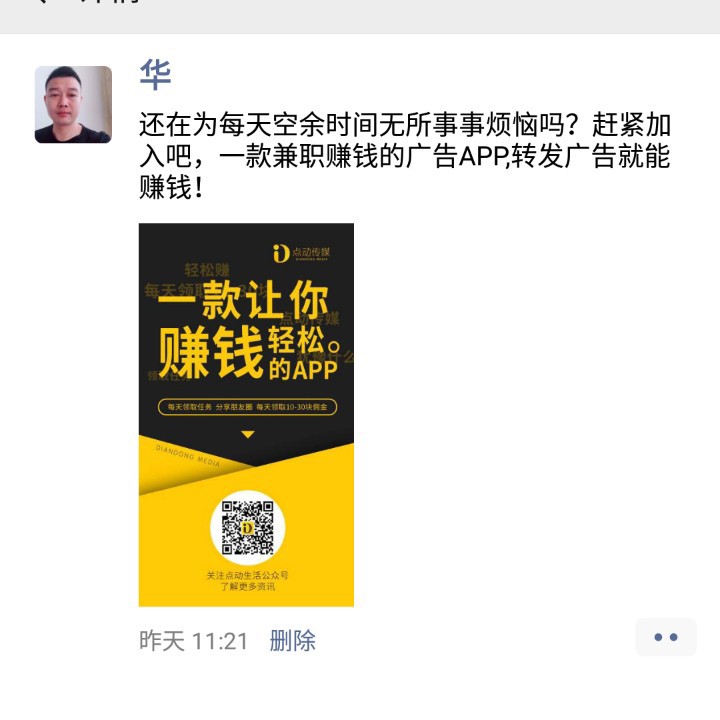 华
还在为每天空余时间无所事事烦恼吗？赶紧加
入吧，一款兼职赚钱的广告APP,转发广告就能
赚钱！
点动传媒
DIANDONG MEDIA
轻松赚
每天领取
一款让你
点动传媒
赚钱轻松。
的APP
每天领取任务 分享朋友圈 每天领取10-30块佣金
DIANDONG MEDIA
D
关注点动生活公众号
了解更多资讯
昨天 11:21 删除